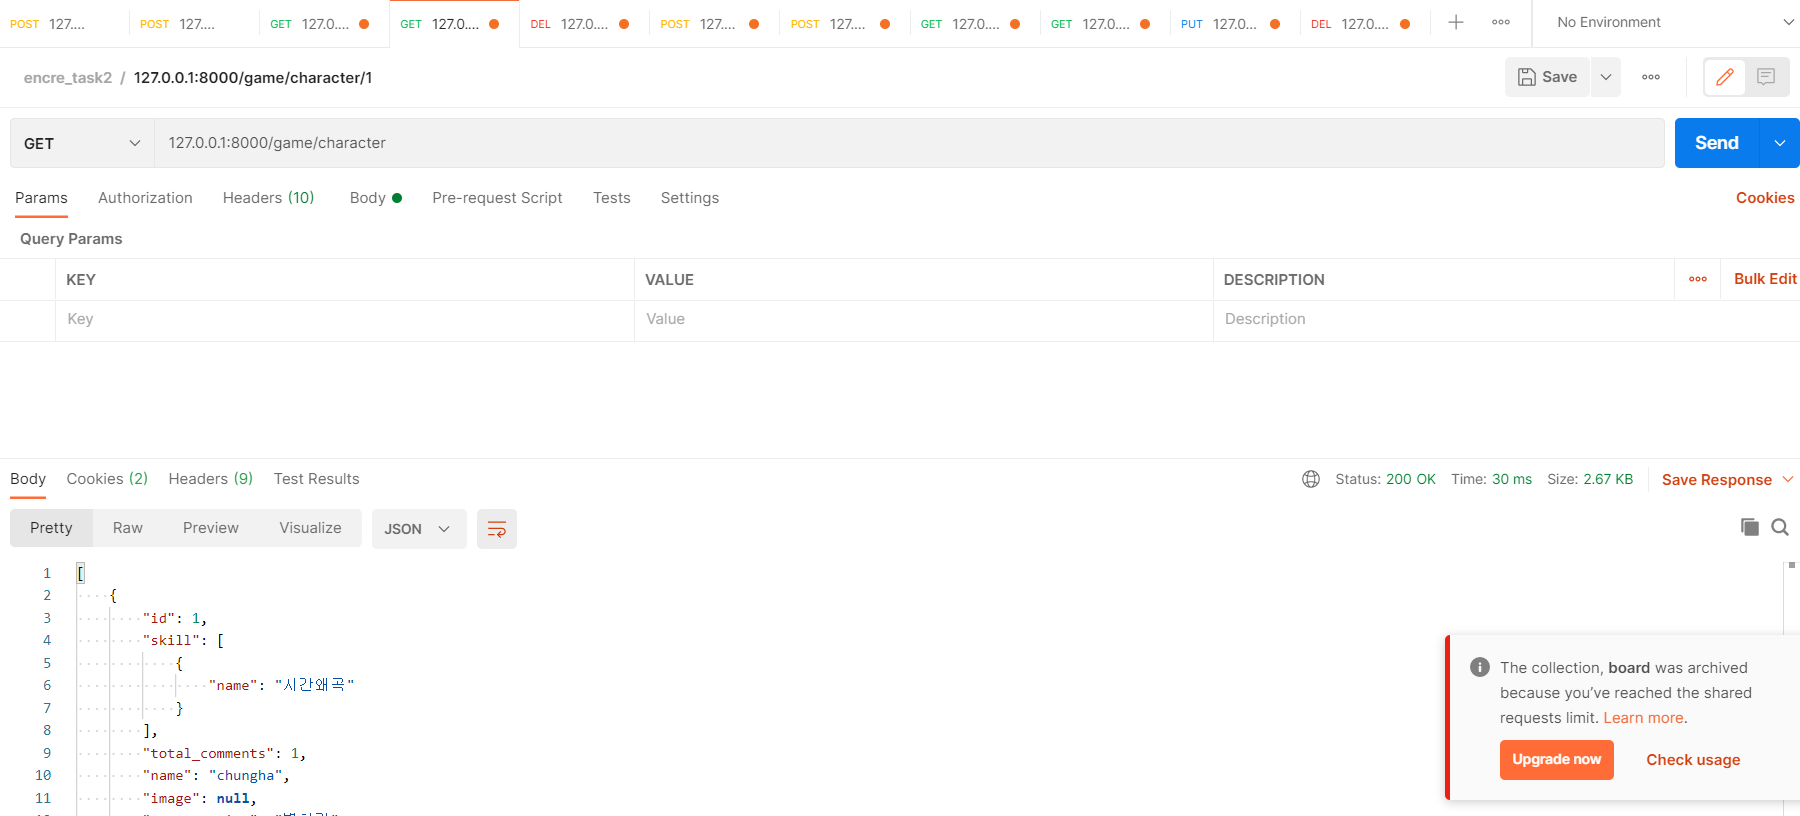 POST 127.... POST 127.... GET 127.0.... GET 127.0.... DEL 127.0.... POST 127.... POST 127.... GET 127.0.... GET 127.0.... PUT 127.0.... DEL 127.0.... No Environment
encre_task2 / 127.0.0.1:8000/game/character/1 Save
GET 127.0.0.1:8000/game/character Send
Params Authorization Headers (10) Body Pre-request Script Tests Settings Cookies
Query Params
KEY VALUE DESCRIPTION Bulk Edit
Key Value Description
Body Cookies (2) Headers (9) Test Results Status: 200 OK Time: 30 ms Size: 2.67 KB Save Response
Pretty Raw Preview Visualize JSON
1 [
2 {
3 "id": 1,
4 "skill": [
5 {
6 "name": "시간왜곡"
7 }
8 ],
9 "total_comments": 1,
10 "name": "chungha",
11 "image": null,
The collection, board was archived
because you've reached the shared
requests limit. Learn more.
Upgrade now Check usage